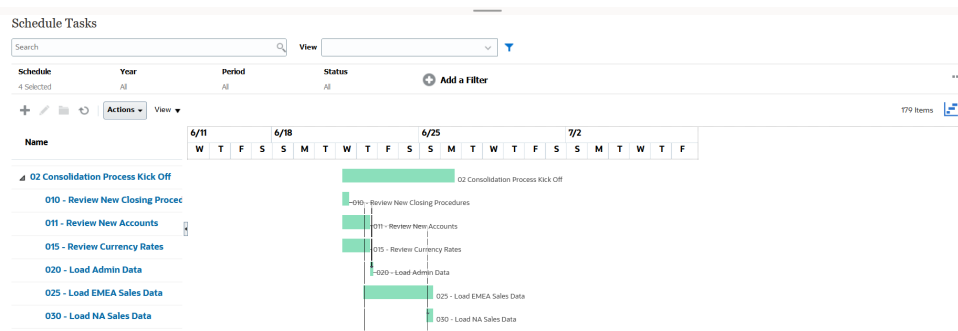 Schedule Tasks
Search
View
Schedule Year Period Status
4 Selected All All All
Add a Filter
Actions View
179 Items
Name
6/11 6/18 6/25 7/2
W T F S S M T W T F S S M T W T F S S M T W T F
02 Consolidation Process Kick Off
02 Consolidation Process Kick Off
010 - Review New Closing Proced
010 - Review New Closing Procedures
011 - Review New Accounts
011 - Review New Accounts
015 - Review Currency Rates
015 - Review Currency Rates
020 - Load Admin Data
020 - Load Admin Data
025 - Load EMEA Sales Data
025 - Load EMEA Sales Data
030 - Load NA Sales Data
030 - Load NA Sales Data